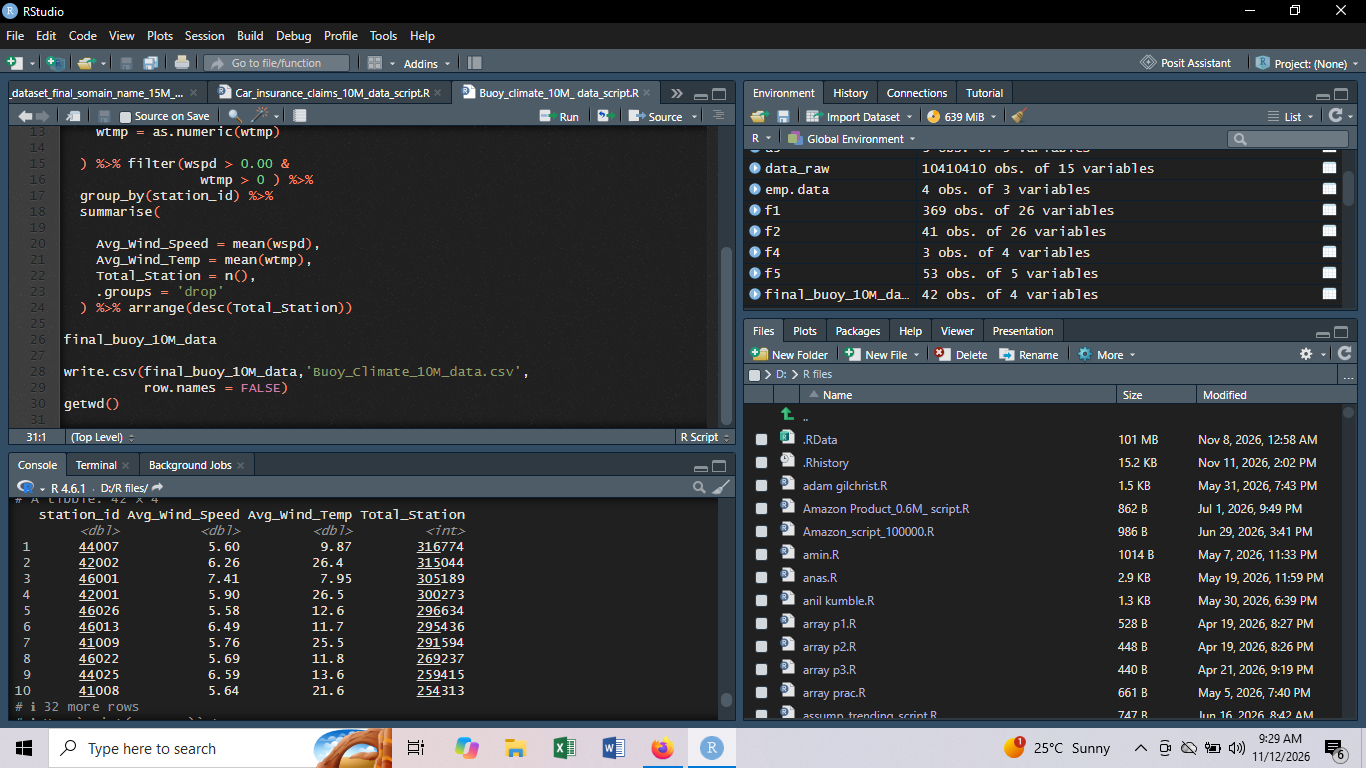 RStudio
File Edit Code View Plots Session Build Debug Profile Tools Help
Go to file/function Addins Posit Assistant Project: (None)
_dataset_final_somain_name_15M_... Car_insurance_claims_10M_data_script.R Buoy_climate_10M_ data_script.R
Source on Save Run Source
13 wtmp = as.numeric(wtmp)
14
15 ) %>% filter(wspd > 0.00 &
16 wtmp > 0 ) %>%
17 group_by(station_id) %>%
18 summarise(
19
20 Avg_Wind_Speed = mean(wspd),
21 Avg_Wind_Temp = mean(wtmp),
22 Total_Station = n(),
23 .groups = 'drop'
24 ) %>% arrange(desc(Total_Station))
25
26 final_buoy_10M_data
27
28 write.csv(final_buoy_10M_data,'Buoy_Climate_10M_data.csv',
29 row.names = FALSE)
30 getwd()
31
31:1 (Top Level) R Script
Console Terminal Background Jobs
R 4.6.1 · D:/R files/
# A tibble: 42 × 4
station_id Avg_Wind_Speed Avg_Wind_Temp Total_Station
<dbl> <dbl> <dbl> <int>
1 44007 5.60 9.87 316774
2 42002 6.26 26.4 315044
3 46001 7.41 7.95 305189
4 42001 5.90 26.5 300273
5 46026 5.58 12.6 296634
6 46013 6.49 11.7 295436
7 41009 5.76 25.5 291594
8 46022 5.69 11.8 269237
9 44025 6.59 13.6 259415
10 41008 5.64 21.6 254313
# ℹ 32 more rows
Environment History Connections Tutorial
Import Dataset 639 MiB List
R Global Environment
data_raw 10410410 obs. of 15 variables
emp.data 4 obs. of 3 variables
f1 369 obs. of 26 variables
f2 41 obs. of 26 variables
f4 3 obs. of 4 variables
f5 53 obs. of 5 variables
final_buoy_10M_da... 42 obs. of 4 variables
Files Plots Packages Help Viewer Presentation
New Folder New File Delete Rename More
D: R files ...
Name Size Modified
..
.RData 101 MB Nov 8, 2026, 12:58 AM
.Rhistory 15.2 KB Nov 11, 2026, 2:02 PM
adam gilchrist.R 1.5 KB May 31, 2026, 7:43 PM
Amazon Product_0.6M_ script.R 862 B Jul 1, 2026, 9:49 PM
Amazon_script_100000.R 986 B Jun 29, 2026, 3:41 PM
amin.R 1014 B May 7, 2026, 11:33 PM
anas.R 2.9 KB May 19, 2026, 11:59 PM
anil kumble.R 1.3 KB May 30, 2026, 6:39 PM
array p1.R 528 B Apr 19, 2026, 8:27 PM
array p2.R 448 B Apr 19, 2026, 8:26 PM
array p3.R 440 B Apr 21, 2026, 9:19 PM
array prac.R 661 B May 5, 2026, 7:40 PM
assump_trending_script.R 747 B Jun 16, 2026, 8:42 AM
Type here to search
1 25°C Sunny 9:29 AM
11/12/2026 6